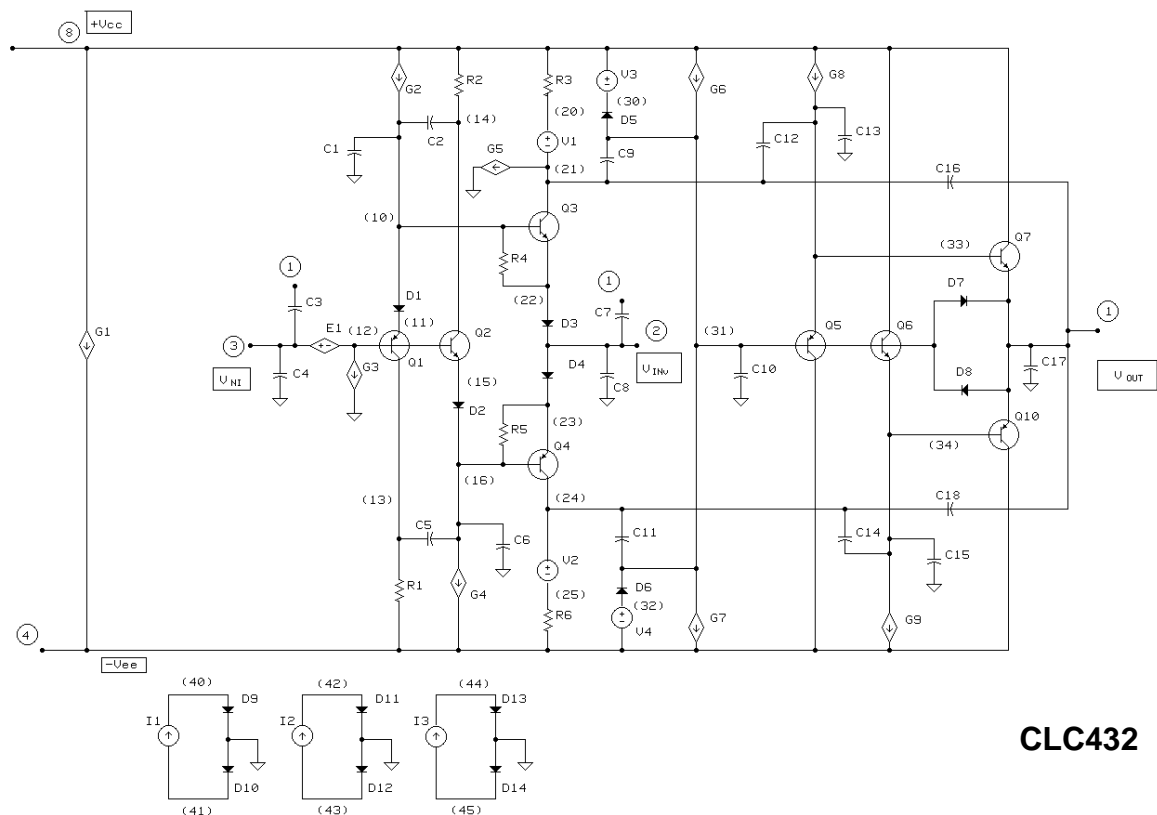 8 +Vcc
G2
R2
R3
V3
(30)
D5
G6
G8
(20)
V1
(21)
C1
C2
(14)
G5
C9
C12
C13
C16
(10)
Q3
R4
(22)
(33)
Q7
1
C3
D1
(11)
E1
(12)
3
V NI
C4
G3
Q1
Q2
G1
D3
D4
1
C7
2
V INV
C8
(31)
C10
Q5
Q6
D7
D8
1
C17
V OUT
(15)
D2
R5
(23)
Q4
(16)
(24)
Q10
(34)
(13)
C18
C5
C6
C11
C14
C15
R1
G4
V2
(25)
R6
D6
(32)
V4
G7
G9
4
-Vee
(40)
D9
I1
D10
(41)
(42)
D11
I2
D12
(43)
(44)
D13
I3
D14
(45)
CLC432